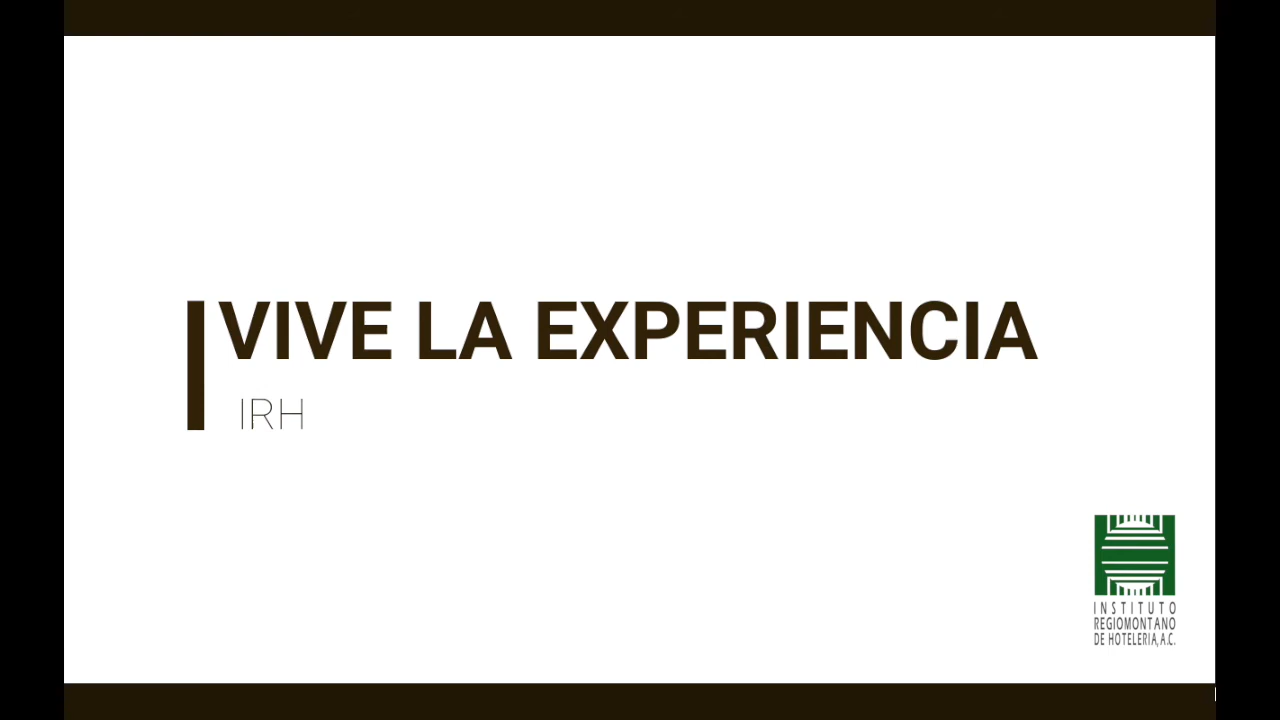 VIVE LA EXPERIENCIA
IRH
INSTITUTO
REGIOMONTANO
DE HOTELERIA, A.C.